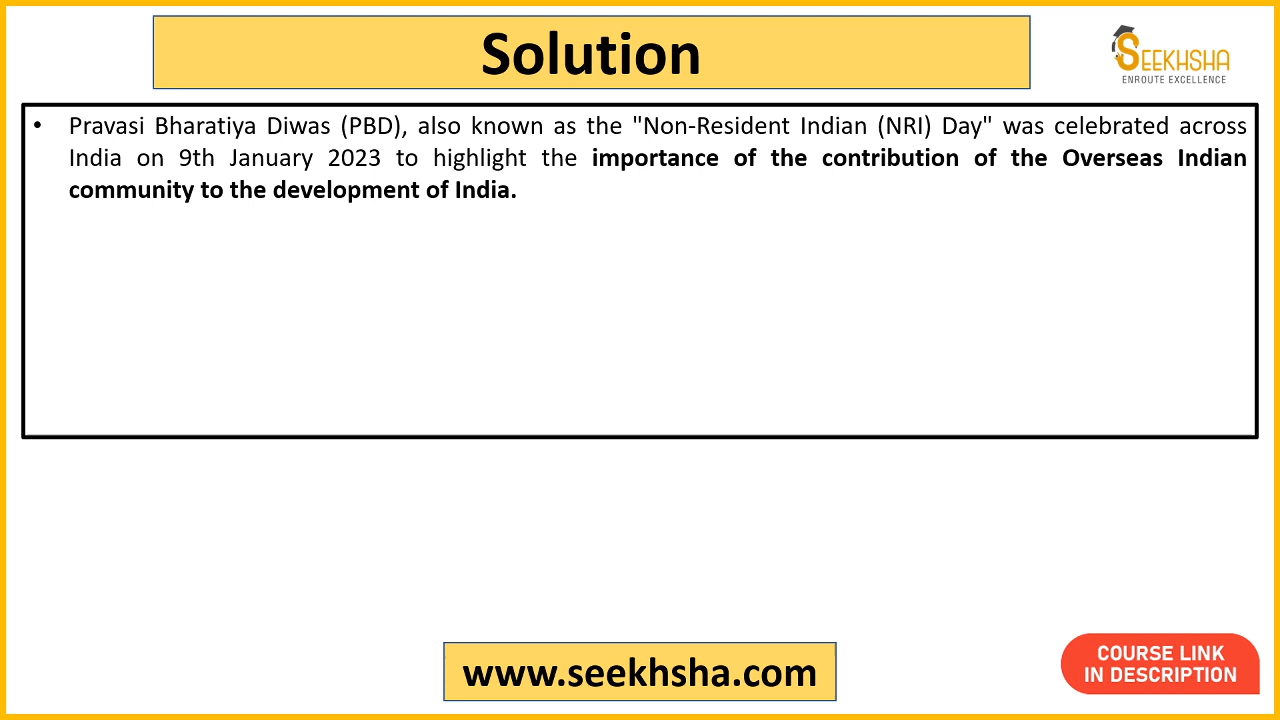 Solution
SEEKHSHA
ENROUTE EXCELLENCE
• Pravasi Bharatiya Diwas (PBD), also known as the "Non-Resident Indian (NRI) Day" was celebrated across
India on 9th January 2023 to highlight the importance of the contribution of the Overseas Indian
community to the development of India.
www.seekhsha.com
COURSE LINK
IN DESCRIPTION